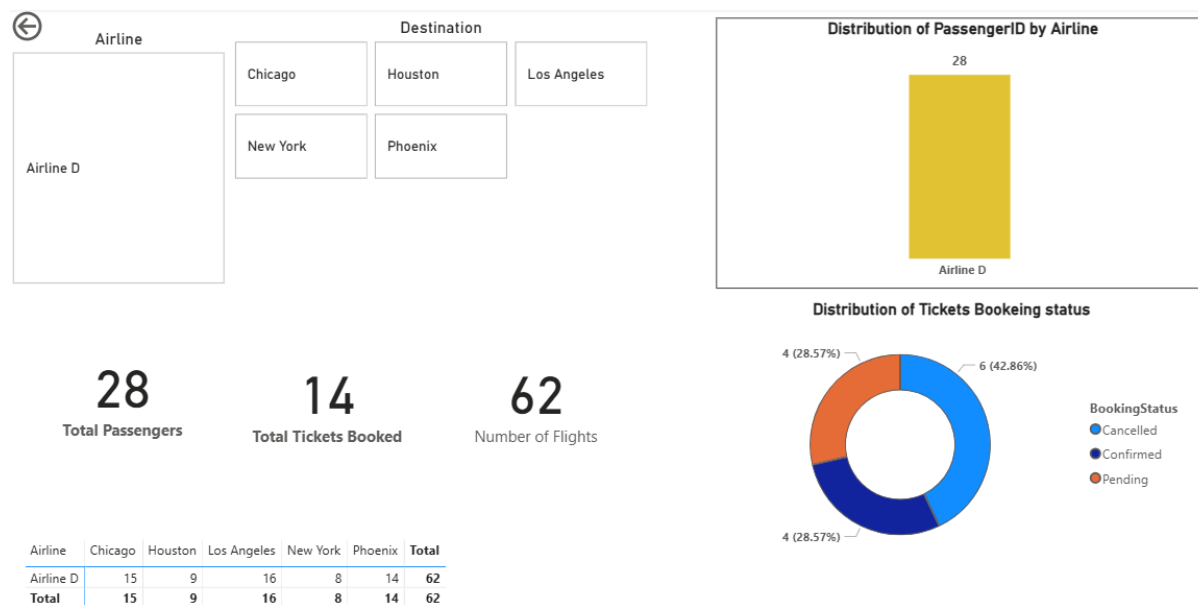 Airline
Airline D
Destination
Chicago
Houston
Los Angeles
New York
Phoenix
Distribution of PassengerID by Airline
28
Airline D
28
Total Passengers
14
Total Tickets Booked
62
Number of Flights
Distribution of Tickets Bookeing status
4 (28.57%)
6 (42.86%)
4 (28.57%)
BookingStatus
Cancelled
Confirmed
Pending
Airline Chicago Houston Los Angeles New York Phoenix Total
Airline D 15 9 16 8 14 62
Total 15 9 16 8 14 62